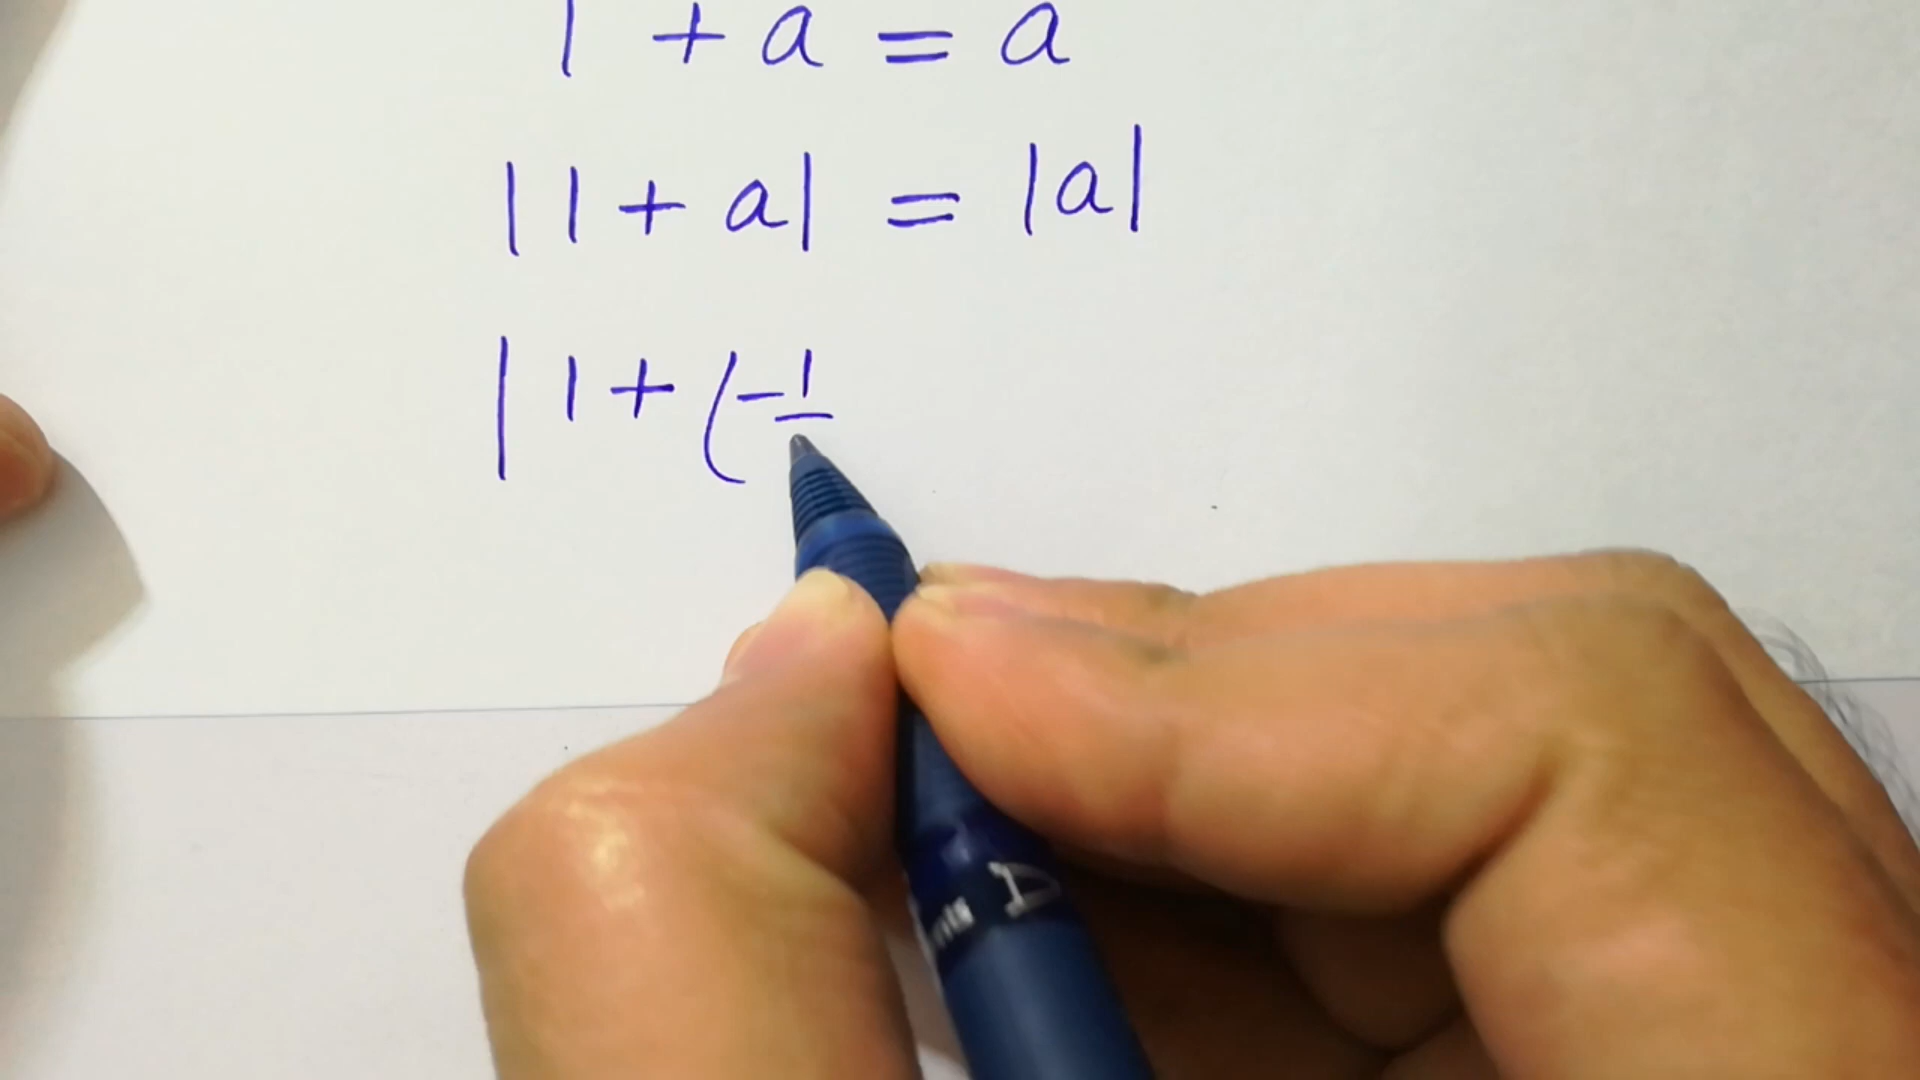 1 + a = a
|1 + a| = |a|
|1 + (-1/